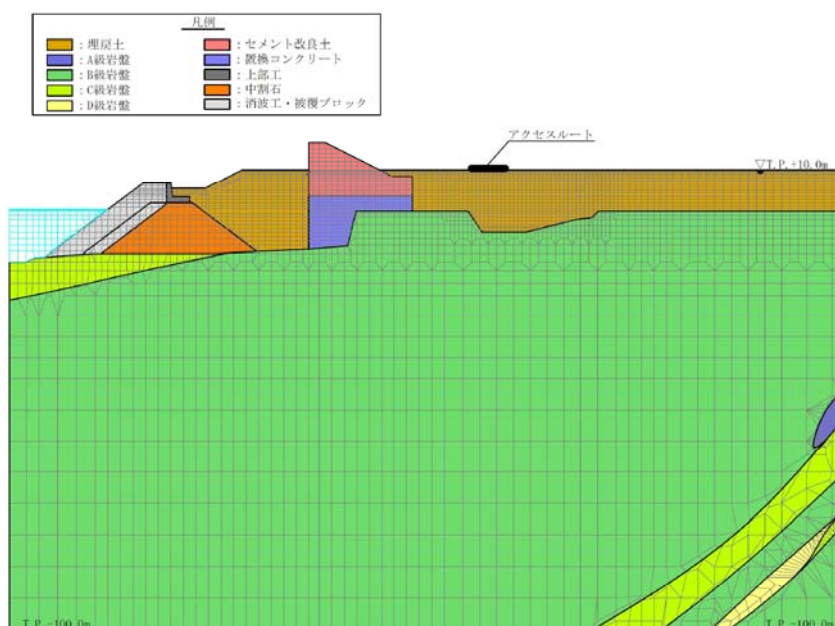 凡例
：埋戻土
：セメント改良土
：A級岩盤
：置換コンクリート
：B級岩盤
：上部工
：C級岩盤
：中割石
：D級岩盤
：消波工・被覆ブロック
アクセスルート
▽T.P.+10.0m
T.P.-100.0m
T.P.-100.0m